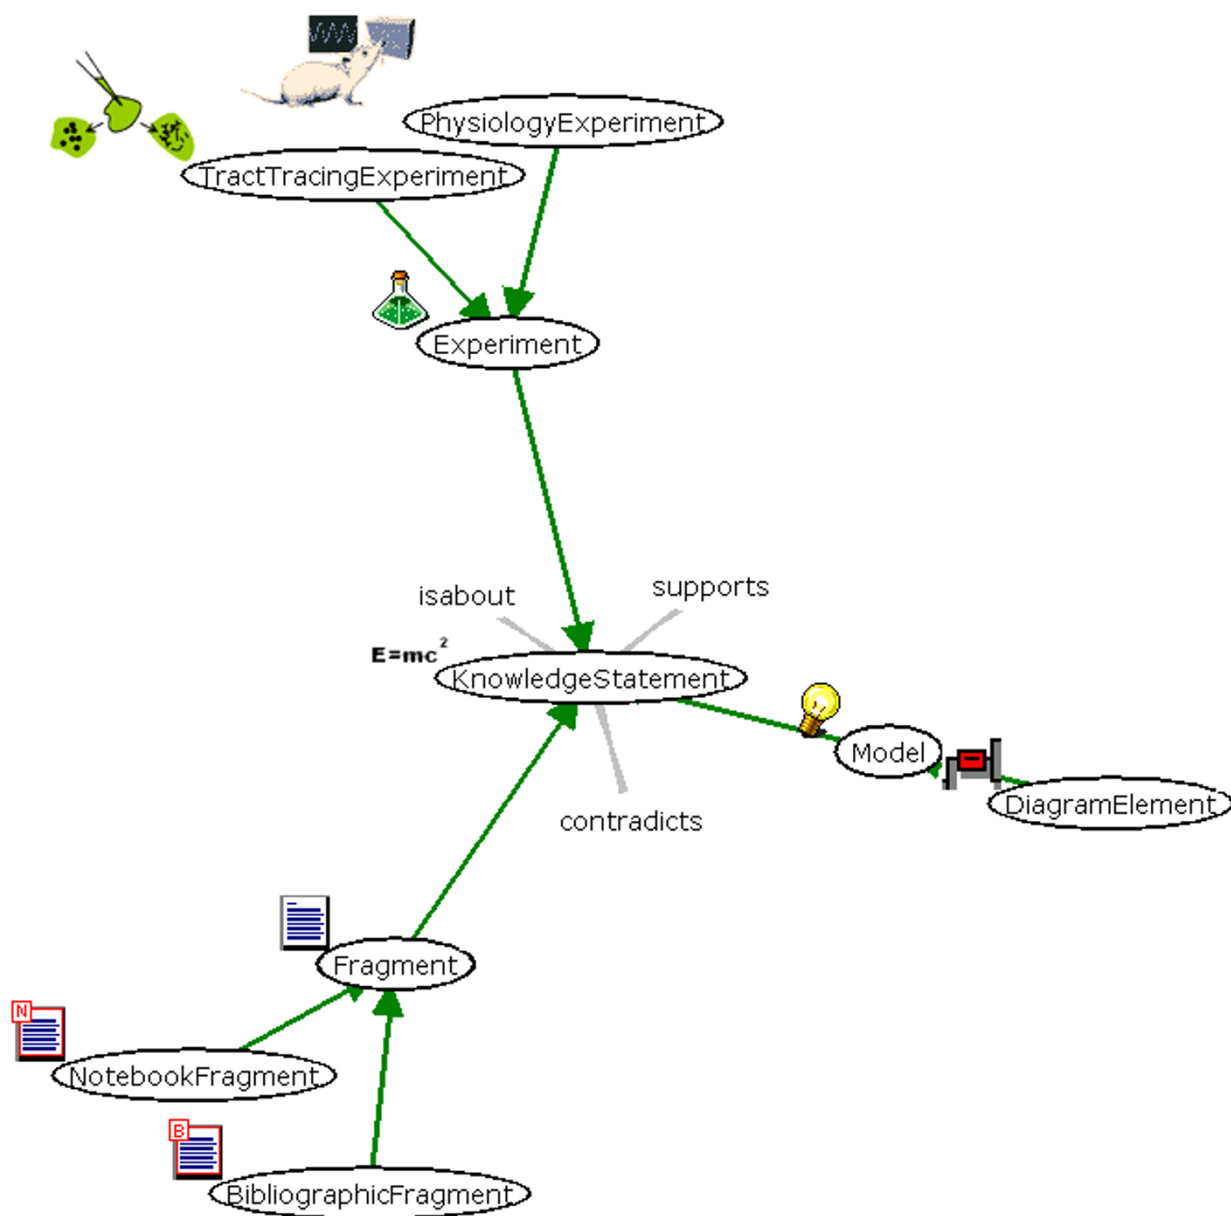 PhysiologyExperiment
TractTracingExperiment
Experiment
isabout
supports
E=mc²
KnowledgeStatement
Model
DiagramElement
contradicts
Fragment
N
NotebookFragment
B
BibliographicFragment